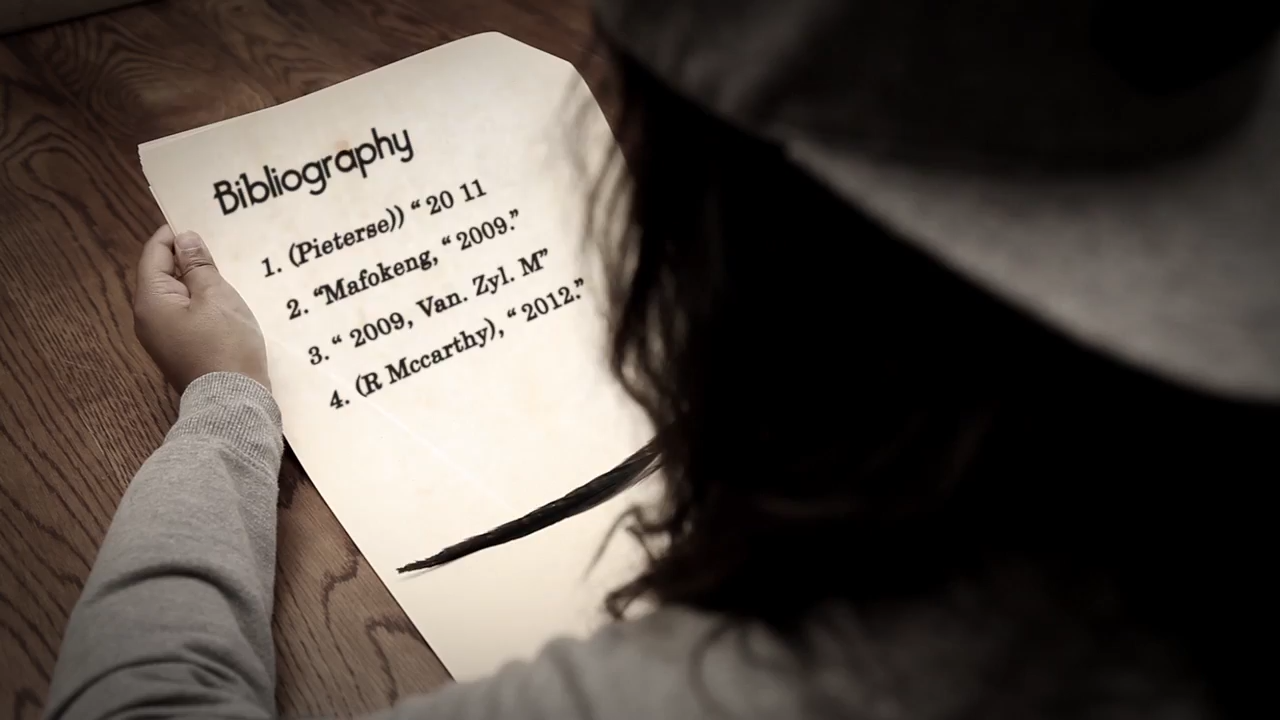 Bibliography
1. (Pieterse)) “ 20 11
2. “Mafokeng, “ 2009.”
3. “ 2009, Van. Zyl. M”
4. (R Mccarthy), “ 2012.”